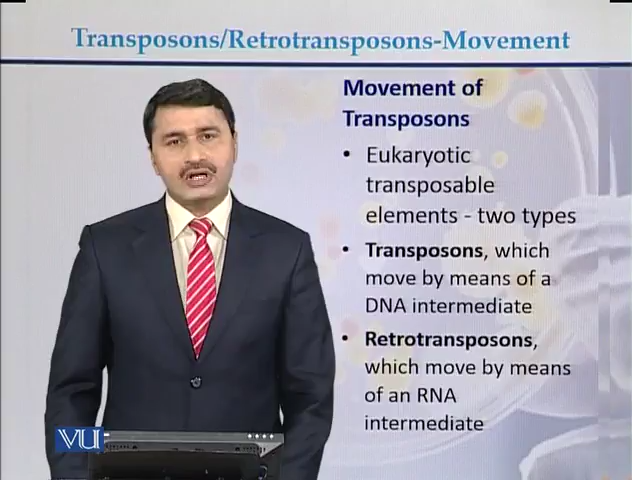 Transposons/Retrotransposons-Movement
Movement of
Transposons
• Eukaryotic
transposable
elements - two types
• Transposons, which
move by means of a
DNA intermediate
• Retrotransposons,
which move by means
of an RNA
intermediate
VU